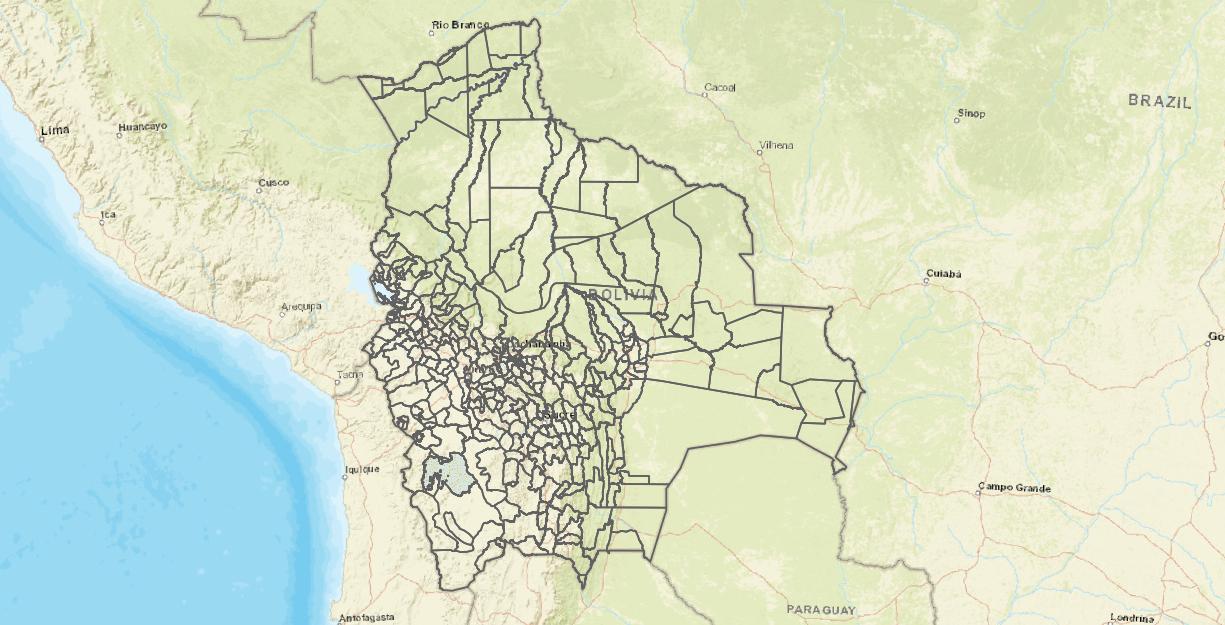 Rio Branco
Cacoal
BRAZIL
Sinop
Lima
Huancayo
Vilhena
Cusco
Ica
Cuiabá
BOLIVIA
Arequipa
Go
Tacna
Sucre
Iquique
Campo Grande
PARAGUAY
Antofagasta
Londrina